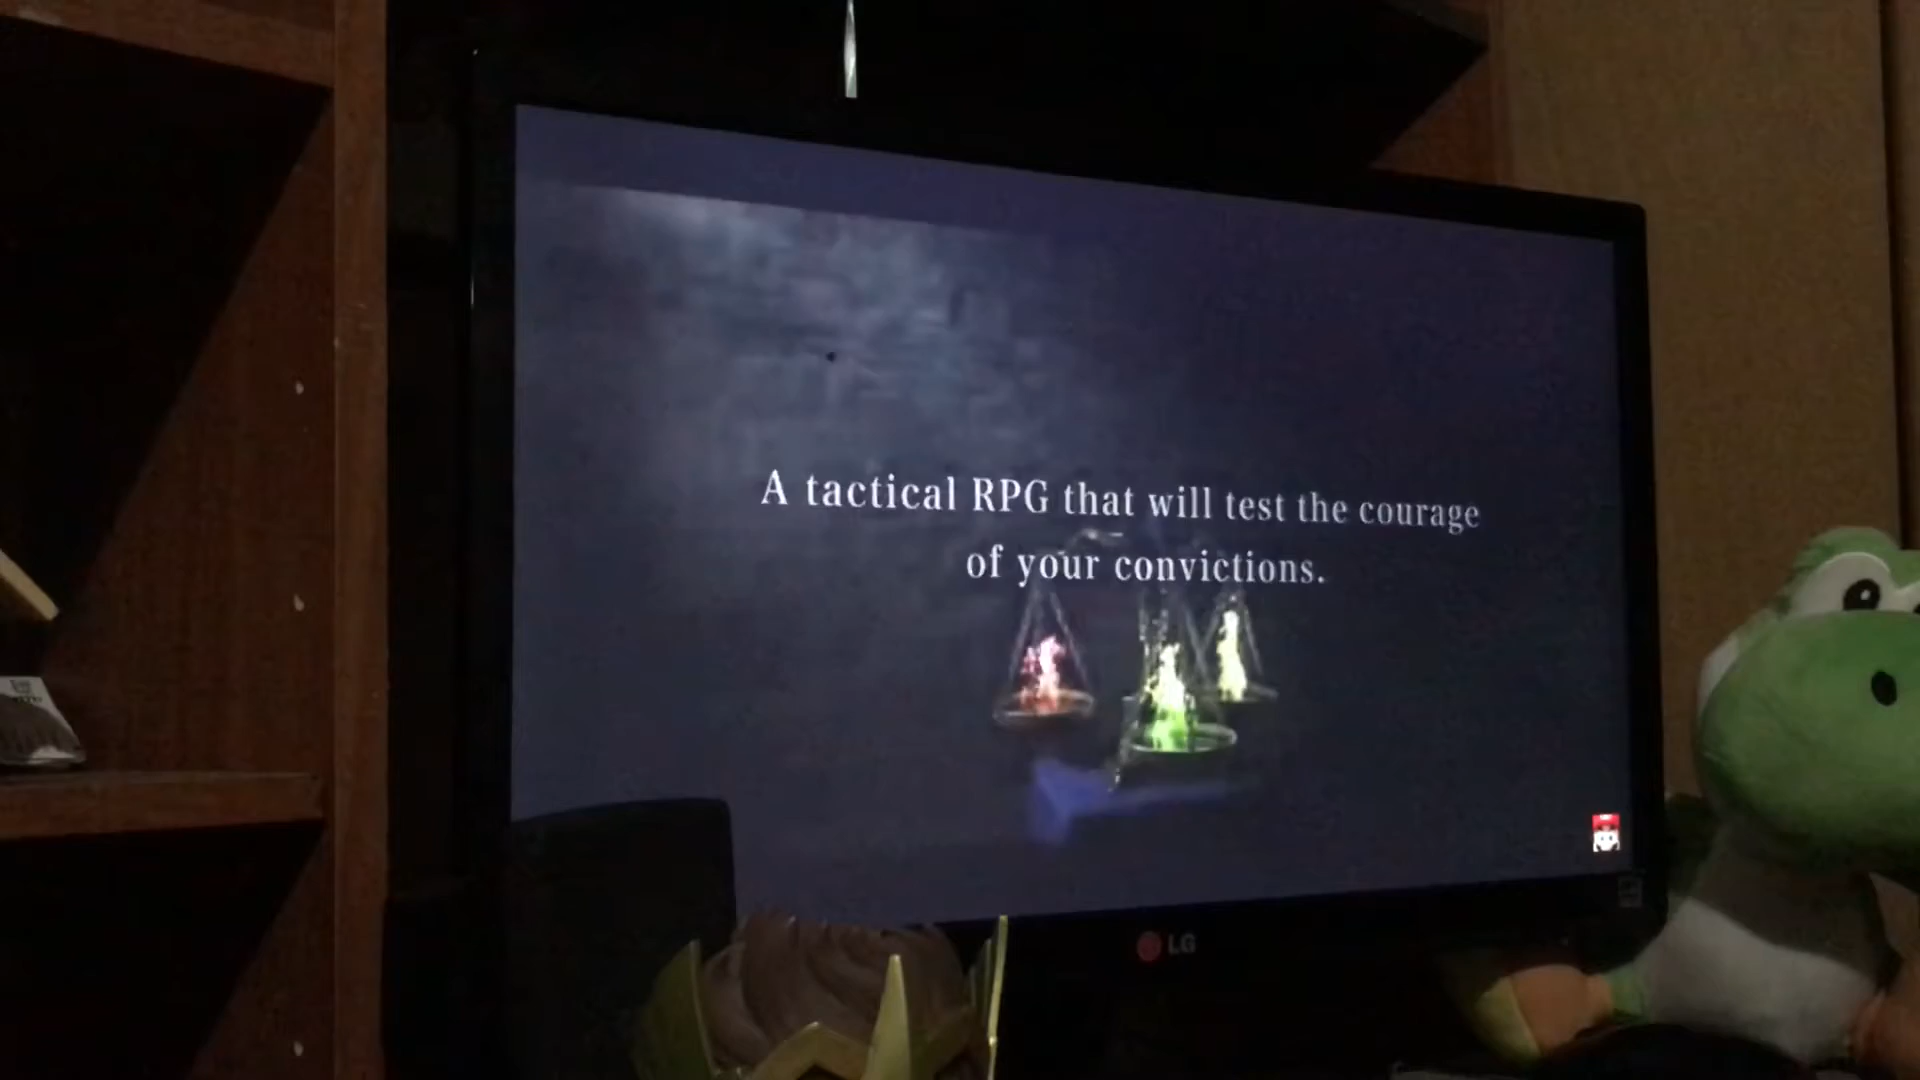 A tactical RPG that will test the courage
of your convictions.
LG